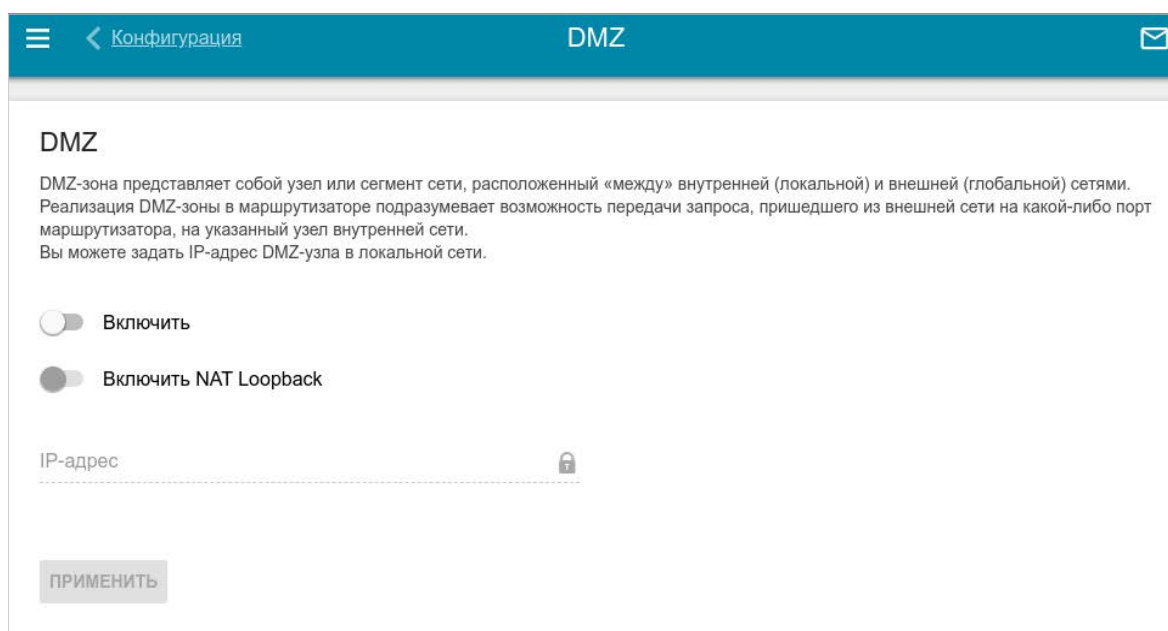 Конфигурация
DMZ
DMZ
DMZ-зона представляет собой узел или сегмент сети, расположенный «между» внутренней (локальной) и внешней (глобальной) сетями.
Реализация DMZ-зоны в маршрутизаторе подразумевает возможность передачи запроса, пришедшего из внешней сети на какой-либо порт
маршрутизатора, на указанный узел внутренней сети.
Вы можете задать IP-адрес DMZ-узла в локальной сети.
Включить
Включить NAT Loopback
IP-адрес
ПРИМЕНИТЬ